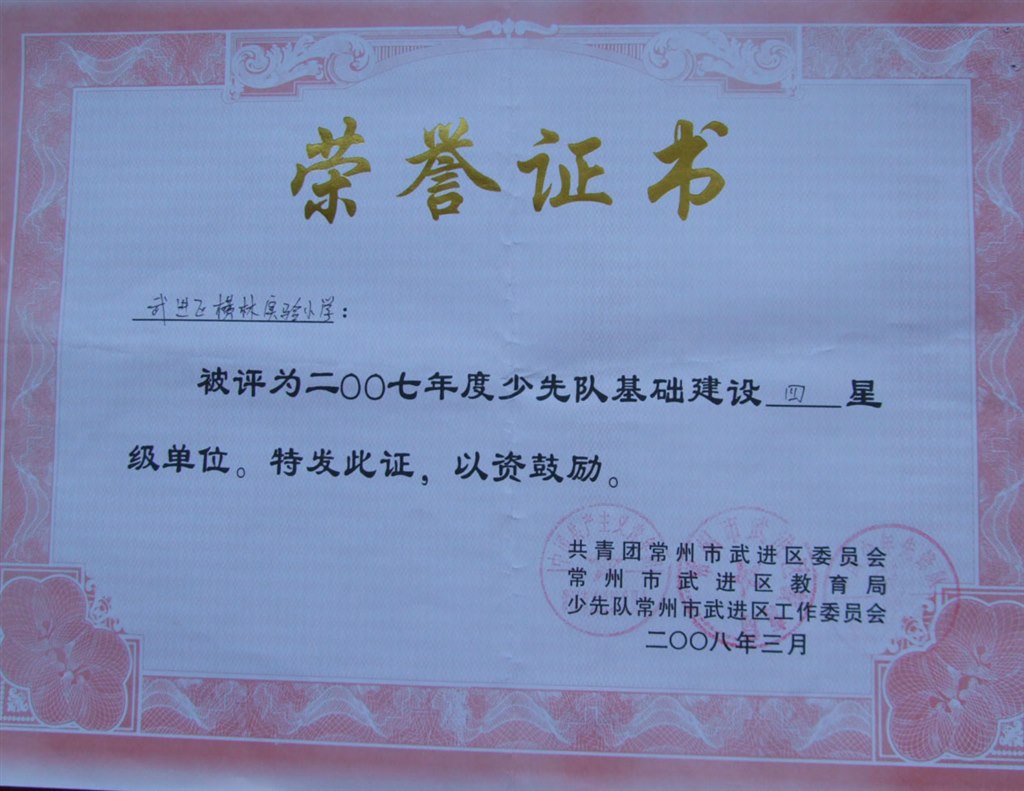 荣誉证书
武进区横林实验小学：
被评为二〇〇七年度少先队基础建设四星
级单位。特发此证，以资鼓励。
共青团常州市武进区委员会
常州市武进区教育局
少先队常州市武进区工作委员会
二〇〇八年三月